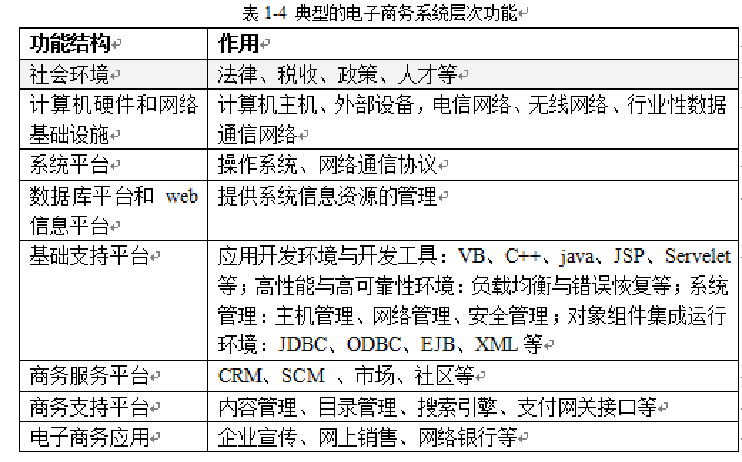 表 1-4 典型的电子商务系统层次功能
功能结构 作用
社会环境 法律、税收、政策、人才等
计算机硬件和网络 计算机主机、外部设备，电信网络、无线网络、行业性数据
基础设施 通信网络
系统平台 操作系统、网络通信协议
数据库平台和 web 提供系统信息资源的管理
信息平台
基础支持平台 应用开发环境与开发工具：VB、C++、java、JSP、Servelet
等；高性能与高可靠性环境：负载均衡与错误恢复等；系统
管理：主机管理、网络管理、安全管理；对象组件集成运行
环境：JDBC、ODBC、EJB、XML 等
商务服务平台 CRM、SCM 、市场、社区等
商务支持平台 内容管理、目录管理、搜索引擎、支付网关接口等
电子商务应用 企业宣传、网上销售、网络银行等